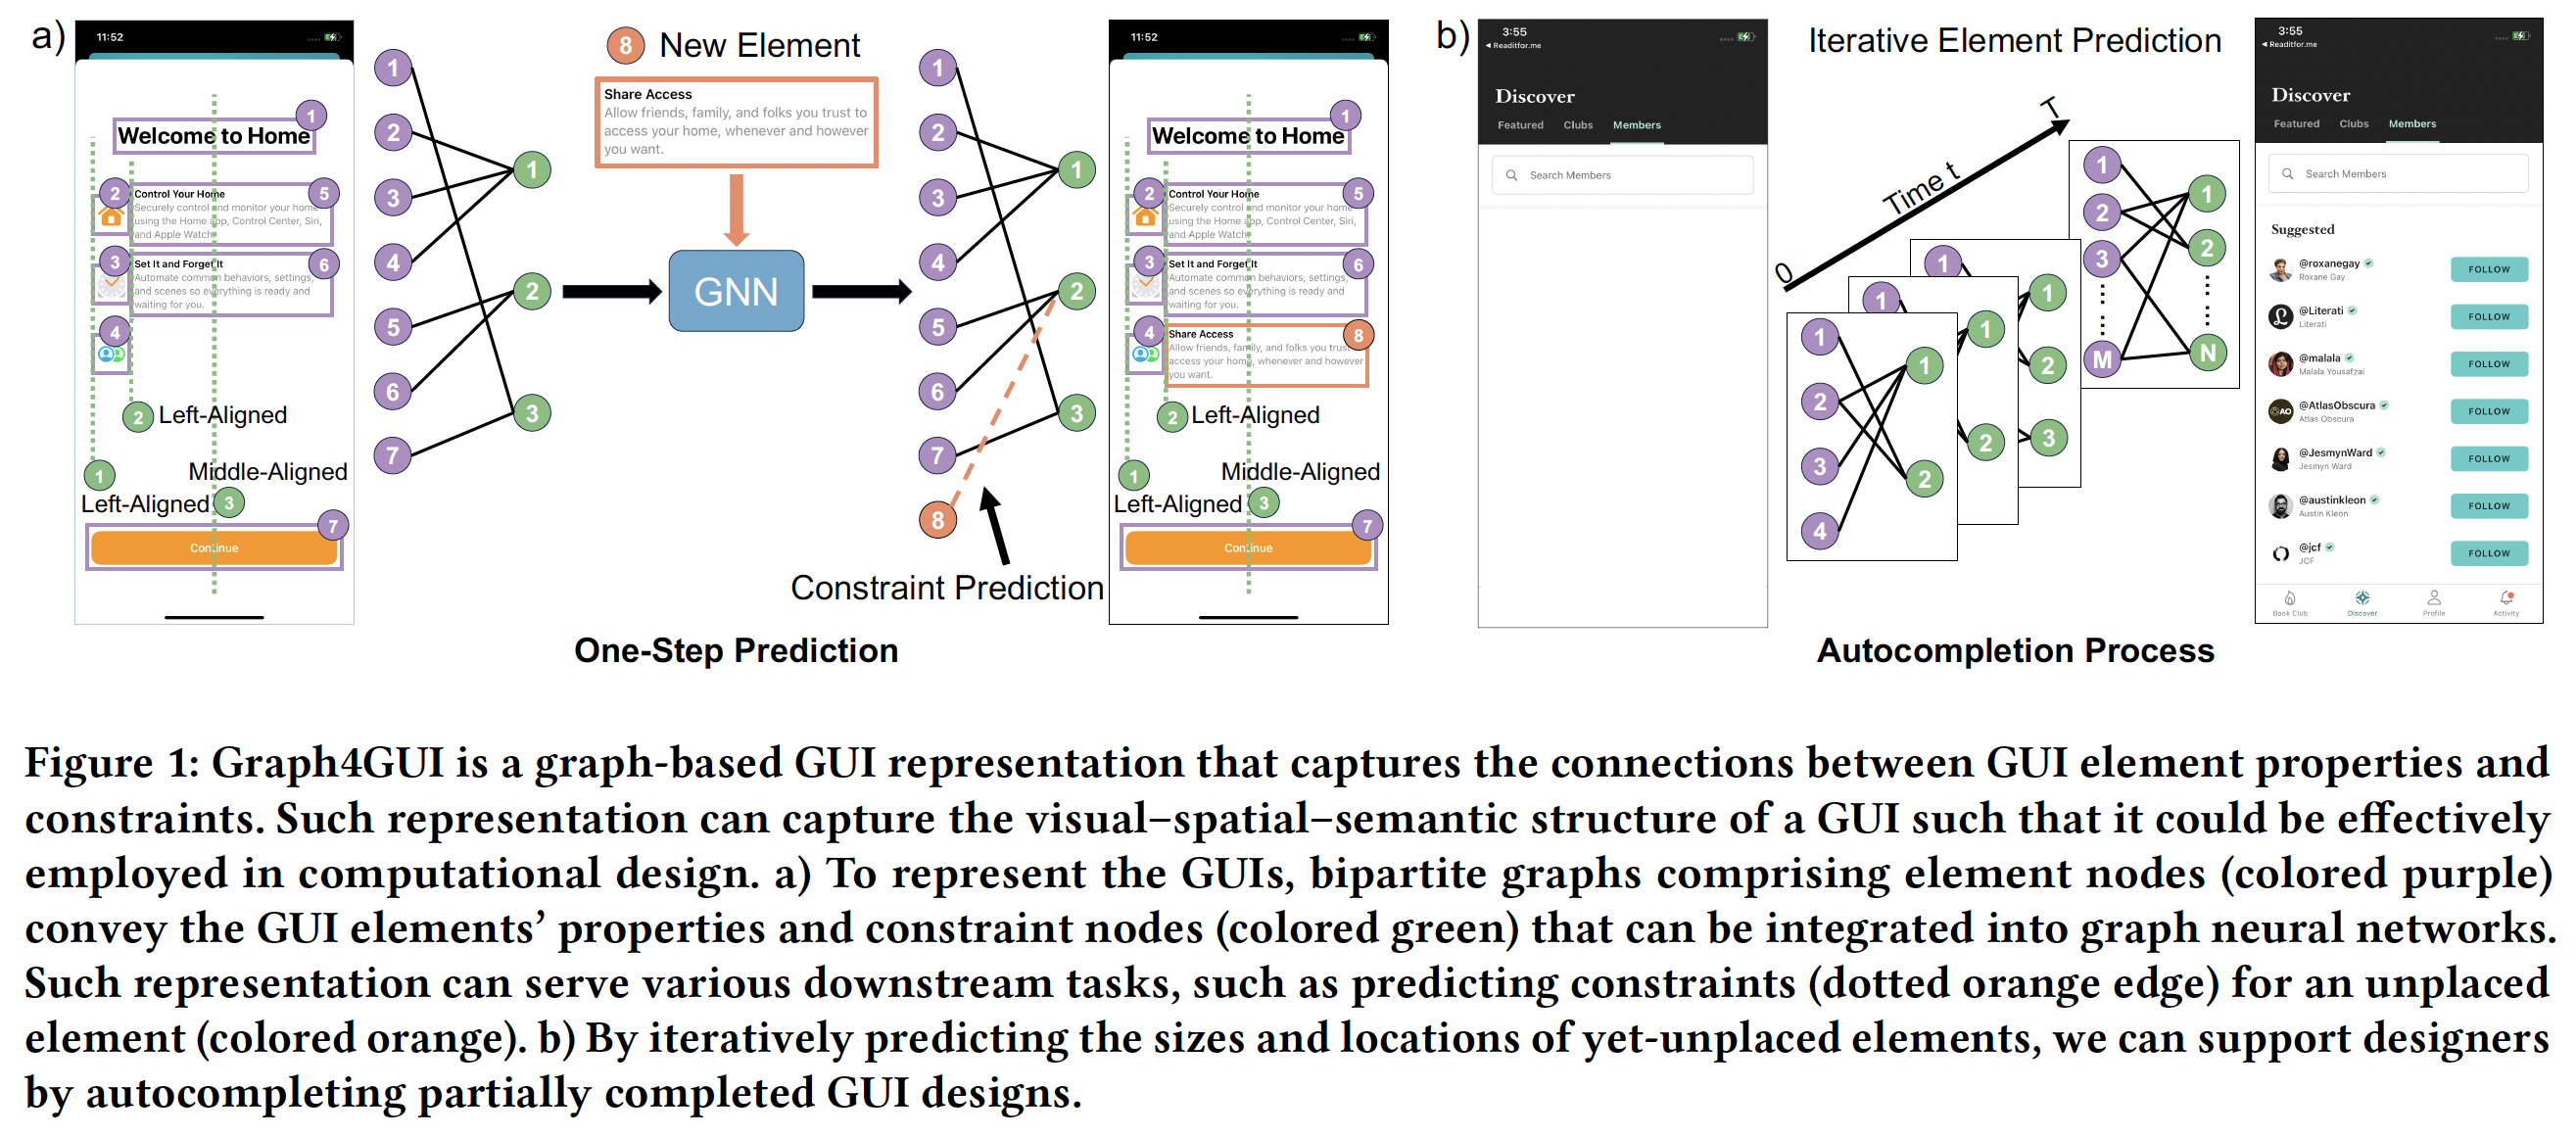 a)
11:52
Welcome to Home
1
2
Control Your Home
5
Securely control and monitor your home
using the Home app, Control Center, Siri,
and Apple Watch.
3
Set It and Forget It
6
Automate common behaviors, settings,
and scenes so everything is ready and
waiting for you.
4
2 Left-Aligned
1
Middle-Aligned
Left-Aligned 3
7
Continue
1
2
3
4
5
6
7
1
2
3
8 New Element
Share Access
Allow friends, family, and folks you trust to
access your home, whenever and however
you want.
GNN
1
2
3
4
5
6
7
8
1
2
3
Constraint Prediction
11:52
Welcome to Home
1
2
Control Your Home
5
Securely control and monitor your home
using the Home app, Control Center, Siri,
and Apple Watch.
3
Set It and Forget It
6
Automate common behaviors, settings,
and scenes so everything is ready and
waiting for you.
4
Share Access
8
Allow friends, family, and folks you trust
access your home, whenever and however
you want.
2 Left-Aligned
1
Middle-Aligned
Left-Aligned 3
7
Continue
One-Step Prediction
b)
3:55
Readitfor.me
Discover
Featured Clubs Members
Search Members
Iterative Element Prediction
0
Time t
T
1
2
3
4
1
2
1
1
2
1
1
2
3
1
2
3
M
1
2
N
3:55
Readitfor.me
Discover
Featured Clubs Members
Search Members
Suggested
@roxanegay
Roxane Gay
FOLLOW
@Literati
Literati
FOLLOW
@malala
Malala Yousafzai
FOLLOW
AO
@AtlasObscura
Atlas Obscura
FOLLOW
@JesmynWard
Jesmyn Ward
FOLLOW
@austinkleon
Austin Kleon
FOLLOW
@jcf
JCF
FOLLOW
Book Club Discover Profile Activity
Autocompletion Process
Figure 1: Graph4GUI is a graph-based GUI representation that captures the connections between GUI element properties and
constraints. Such representation can capture the visual–spatial–semantic structure of a GUI such that it could be effectively
employed in computational design. a) To represent the GUIs, bipartite graphs comprising element nodes (colored purple)
convey the GUI elements’ properties and constraint nodes (colored green) that can be integrated into graph neural networks.
Such representation can serve various downstream tasks, such as predicting constraints (dotted orange edge) for an unplaced
element (colored orange). b) By iteratively predicting the sizes and locations of yet-unplaced elements, we can support designers
by autocompleting partially completed GUI designs.